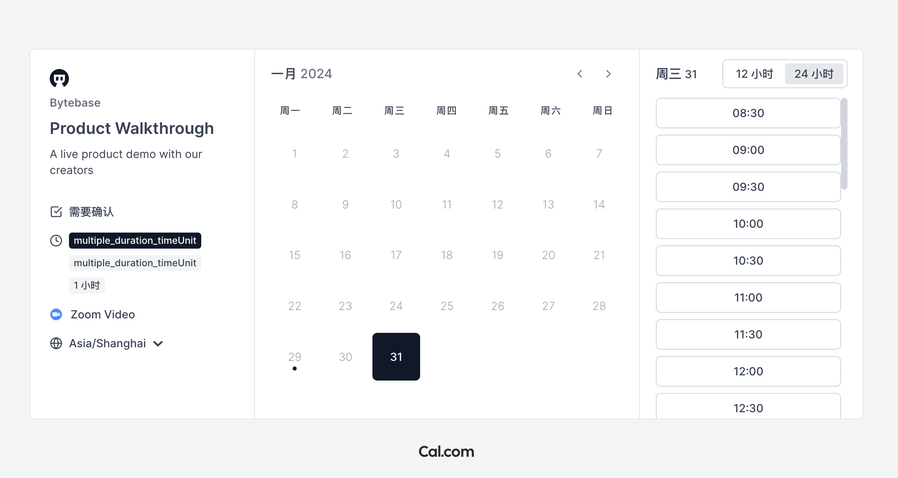 Bytebase
Product Walkthrough
A live product demo with our
creators
需要确认
multiple_duration_timeUnit
multiple_duration_timeUnit
1 小时
Zoom Video
Asia/Shanghai
一月 2024
周一 周二 周三 周四 周五 周六 周日
1 2 3 4 5 6 7
8 9 10 11 12 13 14
15 16 17 18 19 20 21
22 23 24 25 26 27 28
29 30 31
周三 31
12 小时 24 小时
08:30
09:00
09:30
10:00
10:30
11:00
11:30
12:00
12:30
Cal.com